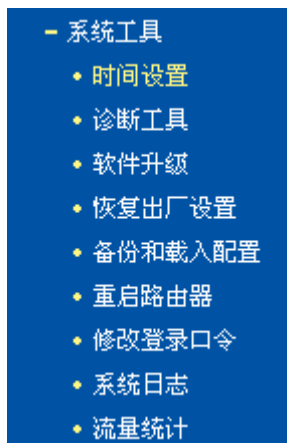 - 系统工具
• 时间设置
• 诊断工具
• 软件升级
• 恢复出厂设置
• 备份和载入配置
• 重启路由器
• 修改登录口令
• 系统日志
• 流量统计